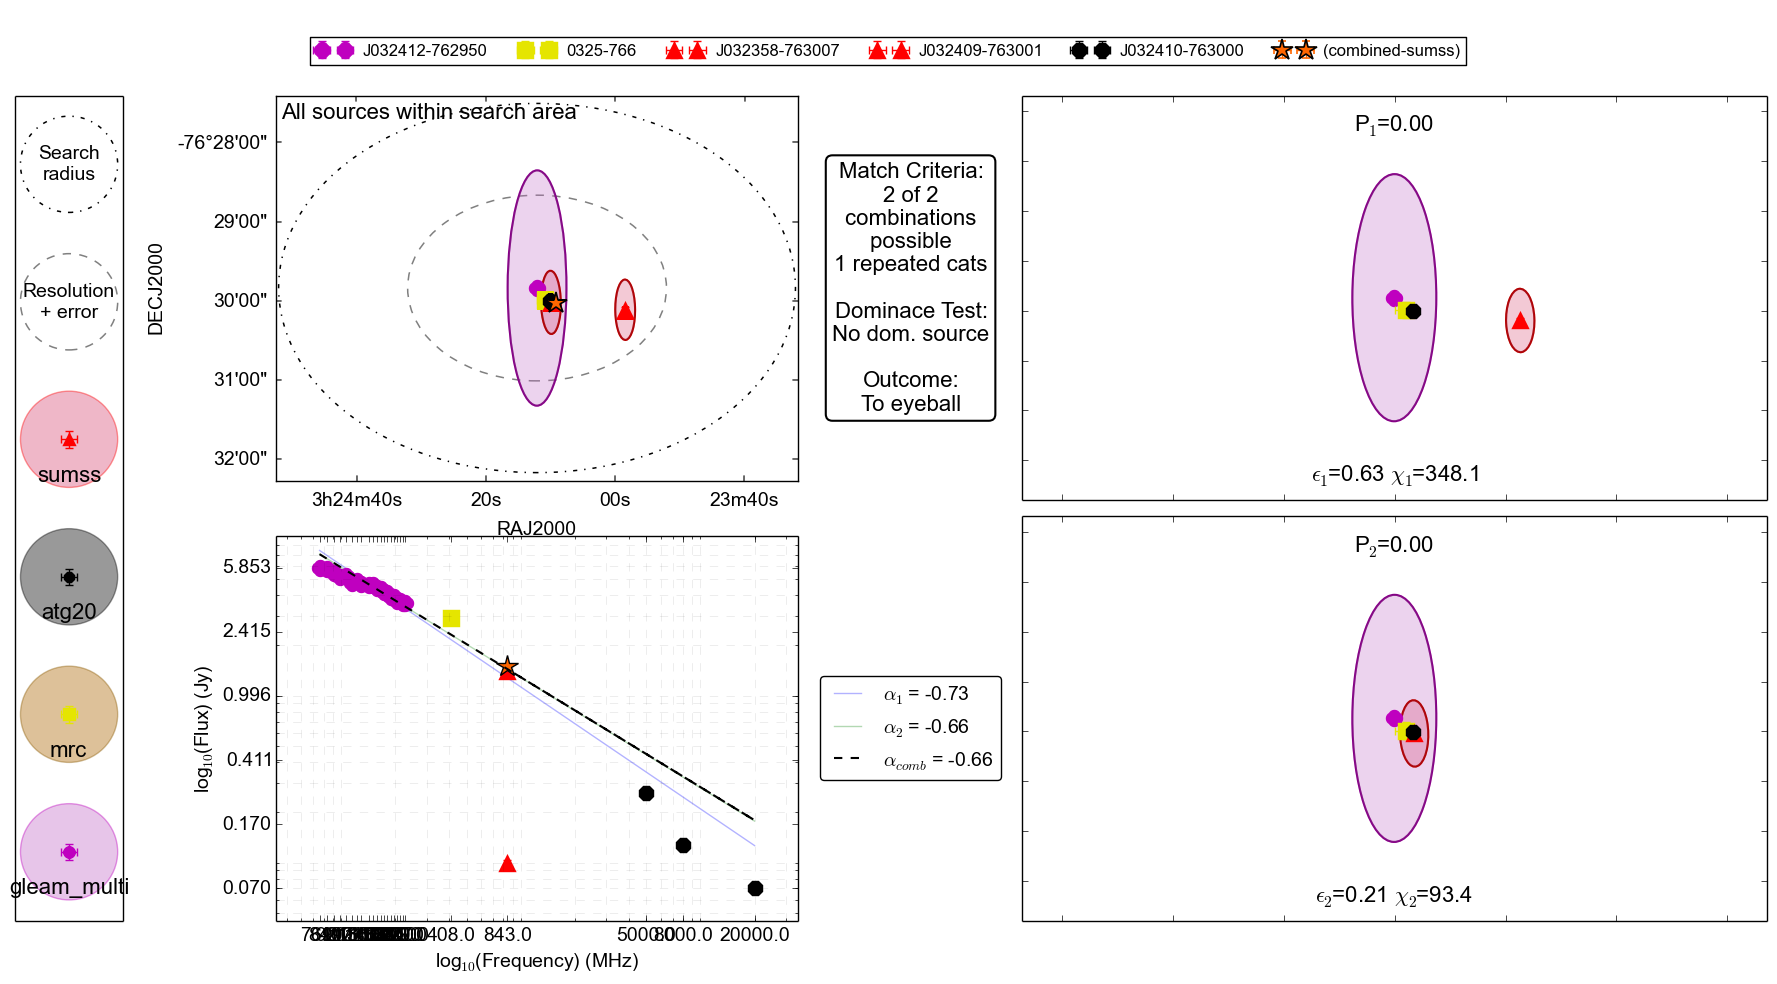 J032412-762950 0325-766 J032358-763007 J032409-763001 J032410-763000 (combined-sumss)
Search
radius
Resolution
+ error
sumss
atg20
mrc
gleam_multi
All sources within search area
DECJ2000
-76°28'00"
29'00"
30'00"
31'00"
32'00"
3h24m40s 20s 00s 23m40s
RAJ2000
Match Criteria:
2 of 2
combinations
possible
1 repeated cats
Dominace Test:
No dom. source
Outcome:
To eyeball
P1=0.00
ϵ1=0.63 χ1=348.1
log10(Flux) (Jy)
5.853
2.415
0.996
0.411
0.170
0.070
408.0 843.0 5000.0 8000.0 20000.0
log10(Frequency) (MHz)
α1 = -0.73
α2 = -0.66
αcomb = -0.66
P2=0.00
ϵ2=0.21 χ2=93.4